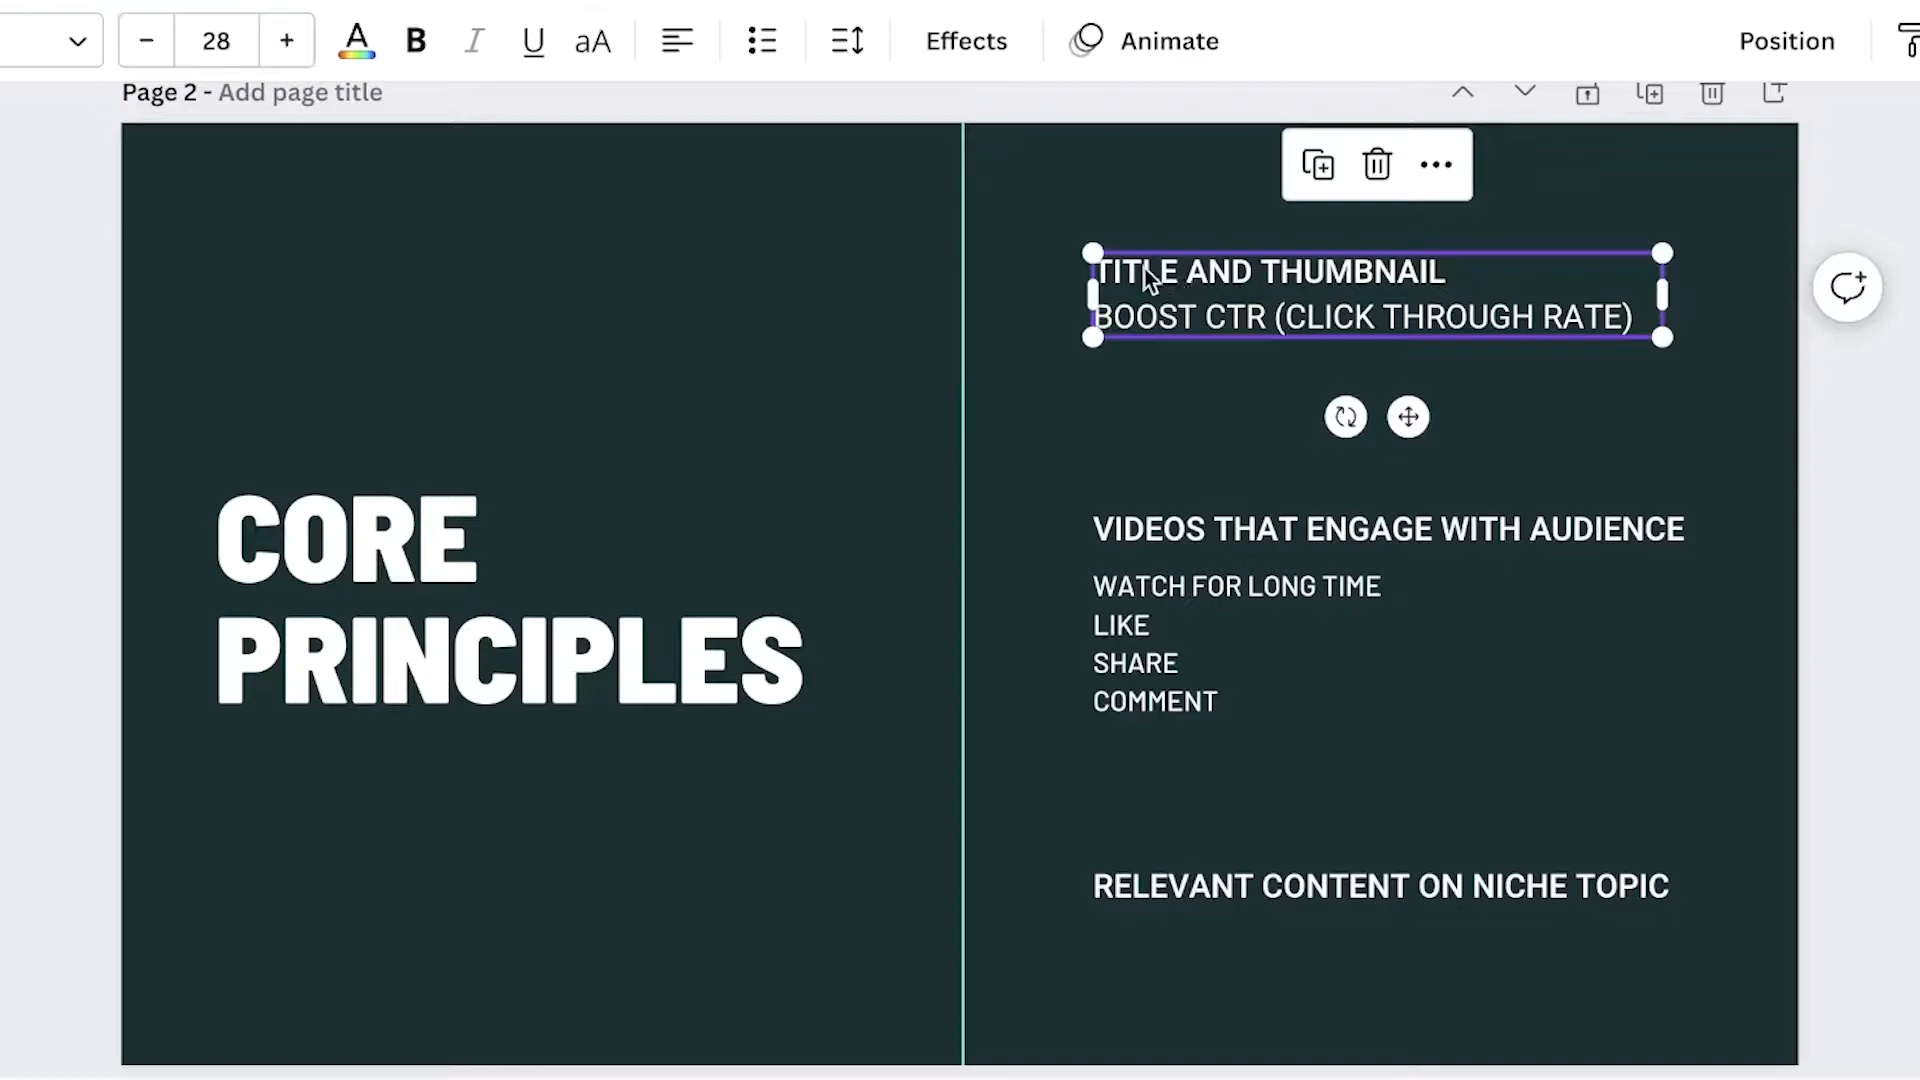 28
A
B
I
U
aA
Effects
Animate
Position
Page 2 - Add page title
CORE
PRINCIPLES
TITLE AND THUMBNAIL
BOOST CTR (CLICK THROUGH RATE)
VIDEOS THAT ENGAGE WITH AUDIENCE
WATCH FOR LONG TIME
LIKE
SHARE
COMMENT
RELEVANT CONTENT ON NICHE TOPIC